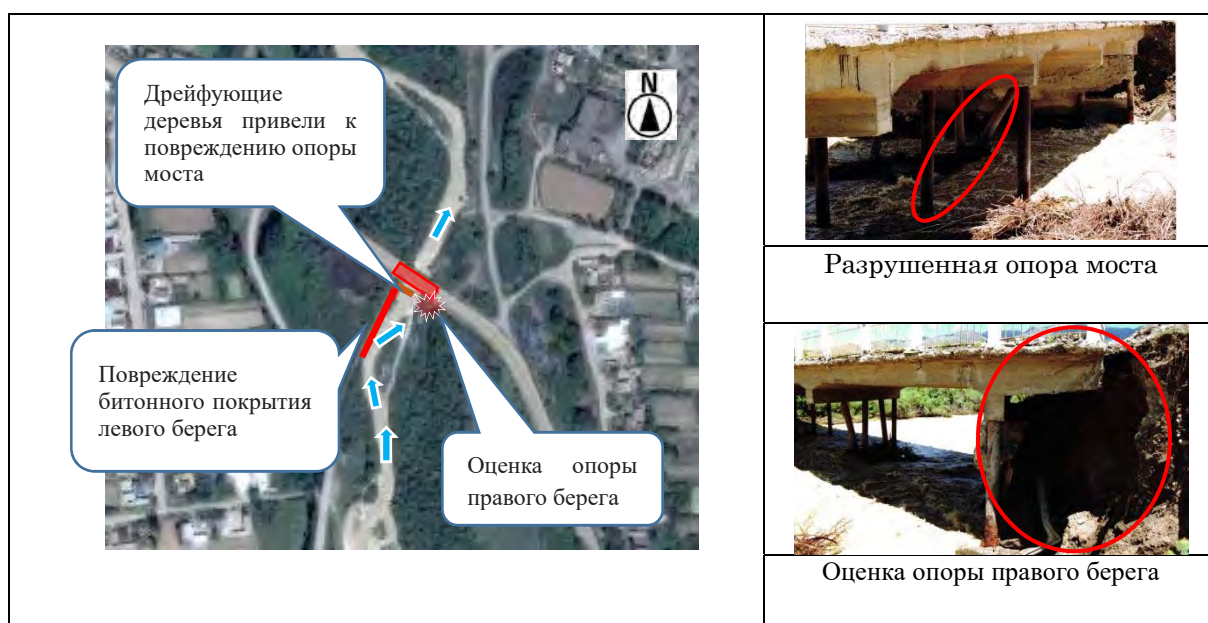 Дрейфующие
деревья привели к
повреждению опоры
моста
N
Повреждение
битонного покрытия
левого берега
Оценка опоры
правого берега
Разрушенная опора моста
Оценка опоры правого берега